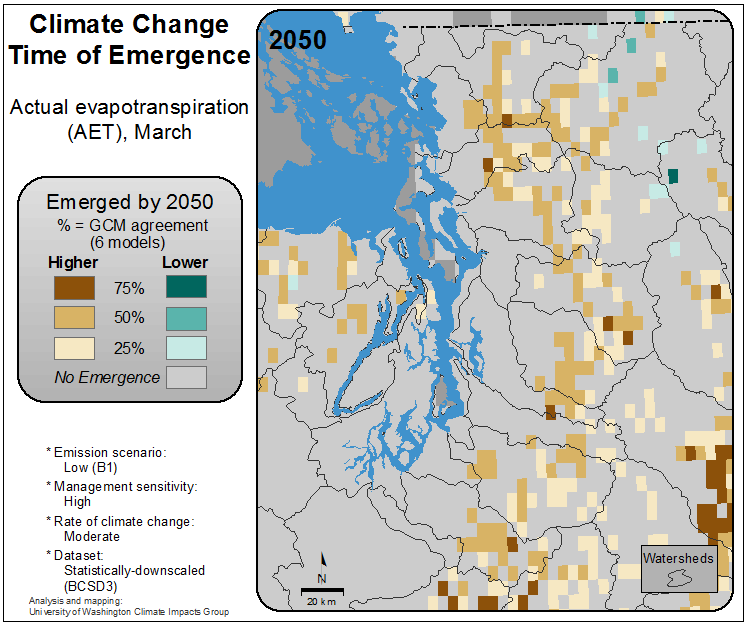 Climate Change
Time of Emergence
Actual evapotranspiration
(AET), March
Emerged by 2050
% = GCM agreement
(6 models)
Higher Lower
75%
50%
25%
No Emergence
* Emission scenario:
Low (B1)
* Management sensitivity:
High
* Rate of climate change:
Moderate
* Dataset:
Statistically-downscaled
(BCSD3)
Analysis and mapping:
University of Washington Climate Impacts Group
2050
N
20 km
Watersheds